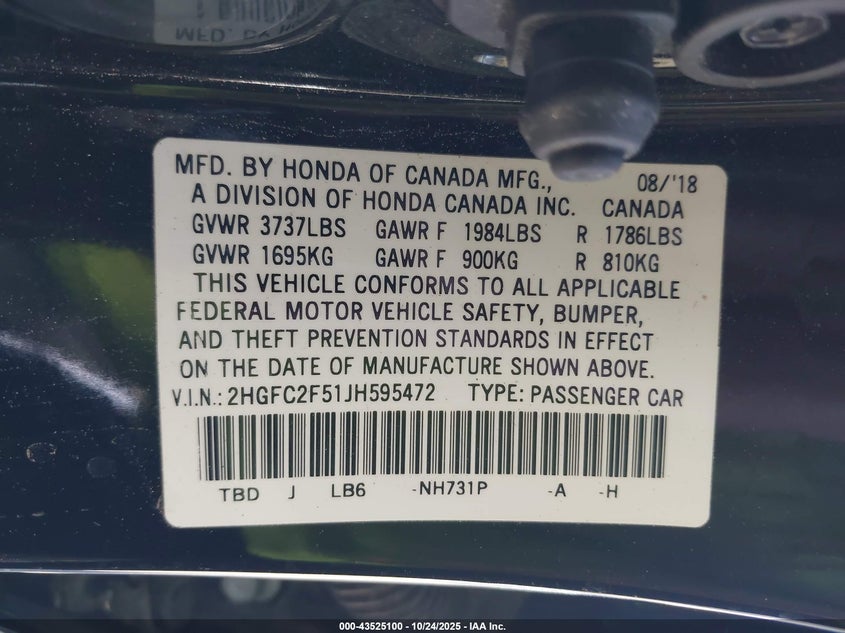 MFD. BY HONDA OF CANADA MFG., 08/'18
A DIVISION OF HONDA CANADA INC. CANADA
GVWR 3737LBS GAWR F 1984LBS R 1786LBS
GVWR 1695KG GAWR F 900KG R 810KG
THIS VEHICLE CONFORMS TO ALL APPLICABLE
FEDERAL MOTOR VEHICLE SAFETY, BUMPER,
AND THEFT PREVENTION STANDARDS IN EFFECT
ON THE DATE OF MANUFACTURE SHOWN ABOVE.
V.I.N.: 2HGFC2F51JH595472 TYPE: PASSENGER CAR
TBD J LB6 -NH731P -A -H
000-43525100 - 10/24/2025 - IAA Inc.